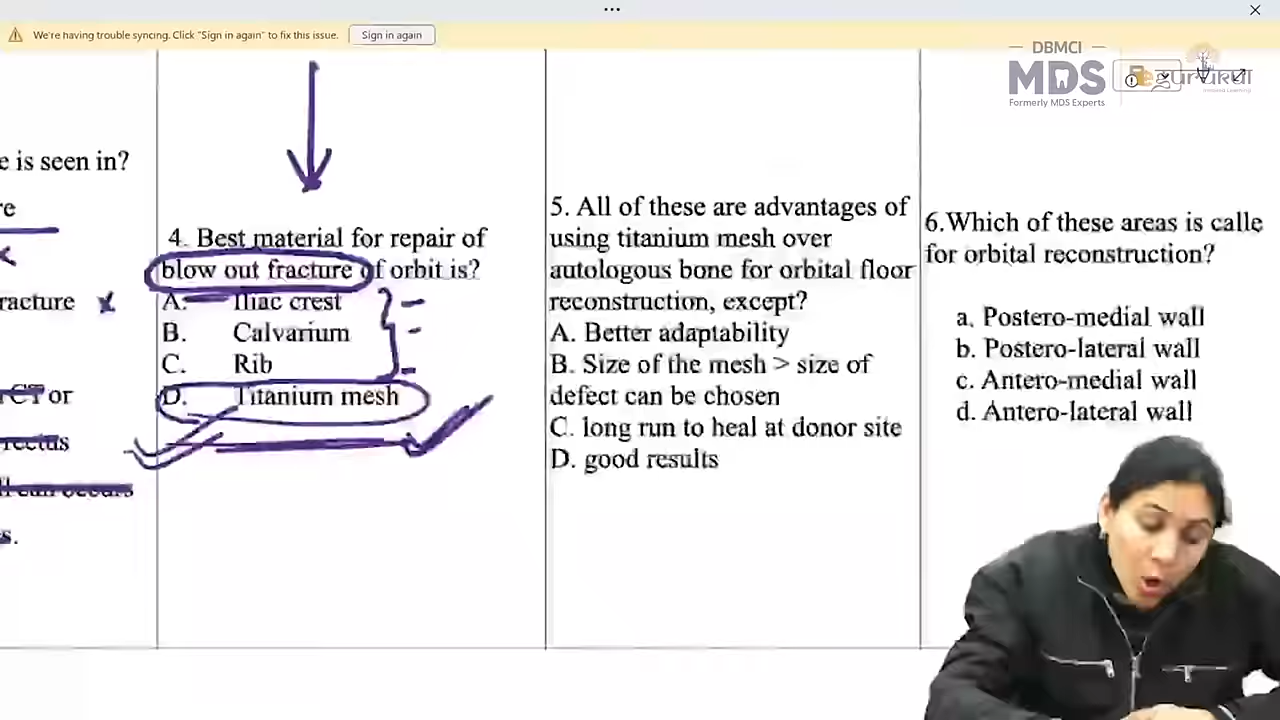 We're having trouble syncing. Click "Sign in again" to fix this issue. Sign in again
DBMCI
MDS
Formerly MDS Experts
e is seen in?
re
racture
CT or
rectus
ll can occurs
s.
4. Best material for repair of
blow out fracture of orbit is?
A. Iliac crest
B. Calvarium
C. Rib
D. Titanium mesh
5. All of these are advantages of
using titanium mesh over
autologous bone for orbital floor
reconstruction, except?
A. Better adaptability
B. Size of the mesh > size of
defect can be chosen
C. long run to heal at donor site
D. good results
6.Which of these areas is calle
for orbital reconstruction?
a. Postero-medial wall
b. Postero-lateral wall
c. Antero-medial wall
d. Antero-lateral wall